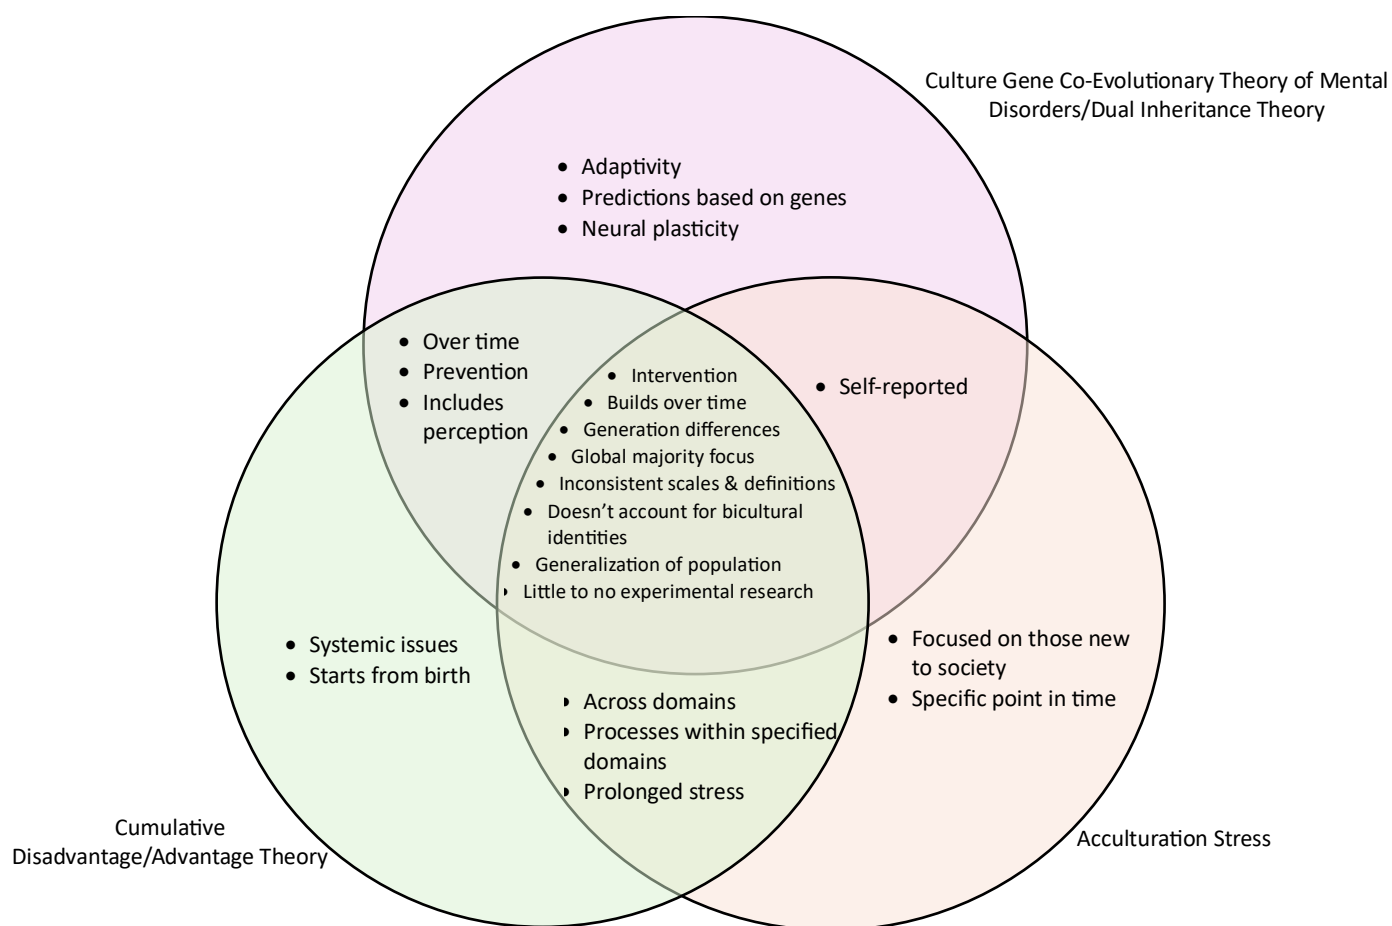 Culture Gene Co-Evolutionary Theory of Mental
Disorders/Dual Inheritance Theory
• Adaptivity
• Predictions based on genes
• Neural plasticity
• Over time
• Prevention
• Includes
perception
• Intervention
• Builds over time
• Generation differences
• Global majority focus
• Inconsistent scales & definitions
• Doesn’t account for bicultural
identities
• Generalization of population
• Little to no experimental research
• Self-reported
• Systemic issues
• Starts from birth
• Across domains
• Processes within specified
domains
• Prolonged stress
• Focused on those new
to society
• Specific point in time
Cumulative
Disadvantage/Advantage Theory
Acculturation Stress